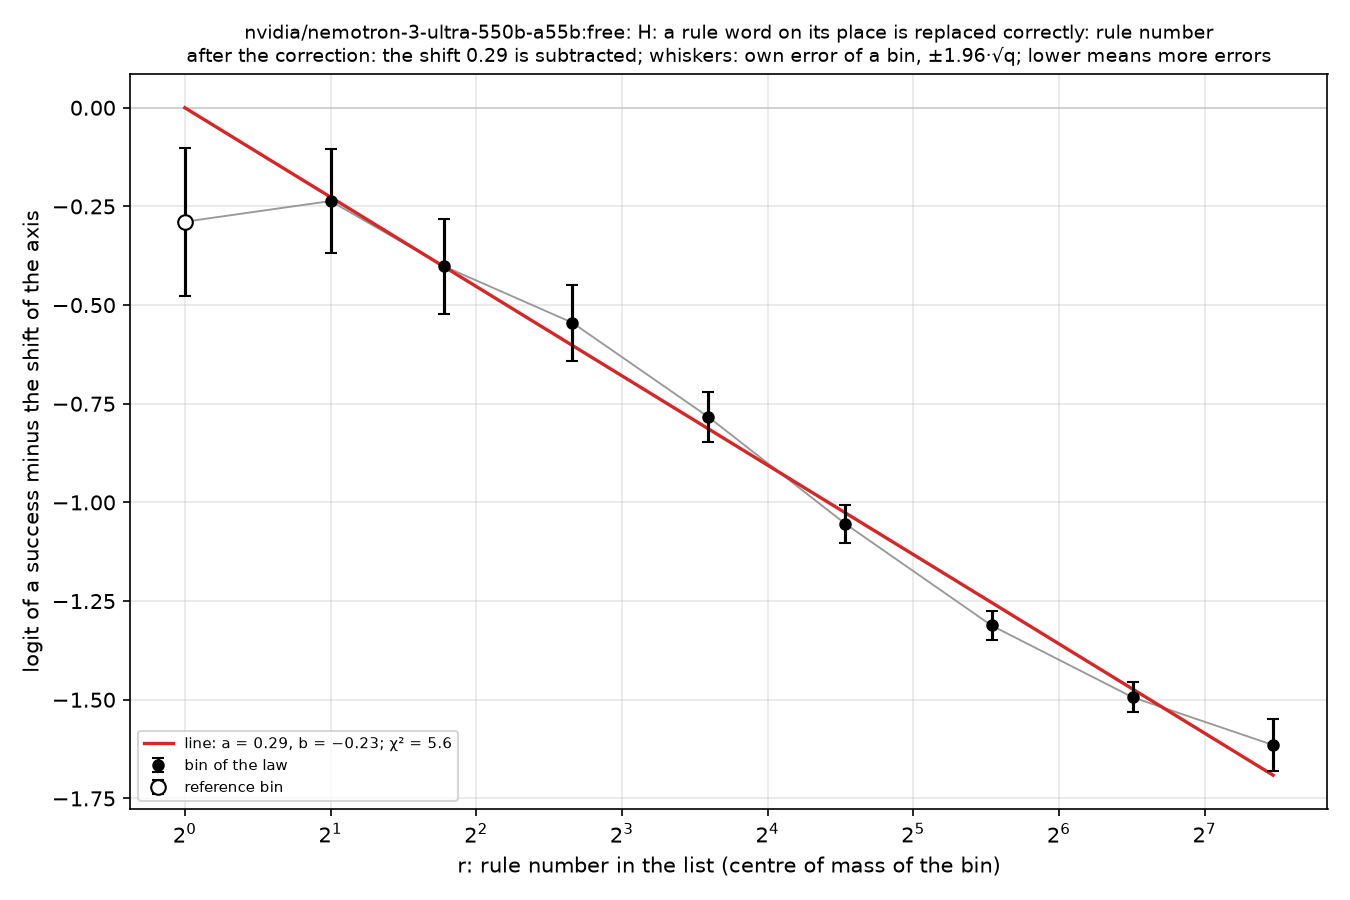 nvidia/nemotron-3-ultra-550b-a55b:free: H: a rule word on its place is replaced correctly: rule number
after the correction: the shift 0.29 is subtracted; whiskers: own error of a bin, ±1.96·√q; lower means more errors
logit of a success minus the shift of the axis
0.00
−0.25
−0.50
−0.75
−1.00
−1.25
−1.50
−1.75
line: a = 0.29, b = −0.23; χ² = 5.6
bin of the law
reference bin
2⁰ 2¹ 2² 2³ 2⁴ 2⁵ 2⁶ 2⁷
r: rule number in the list (centre of mass of the bin)